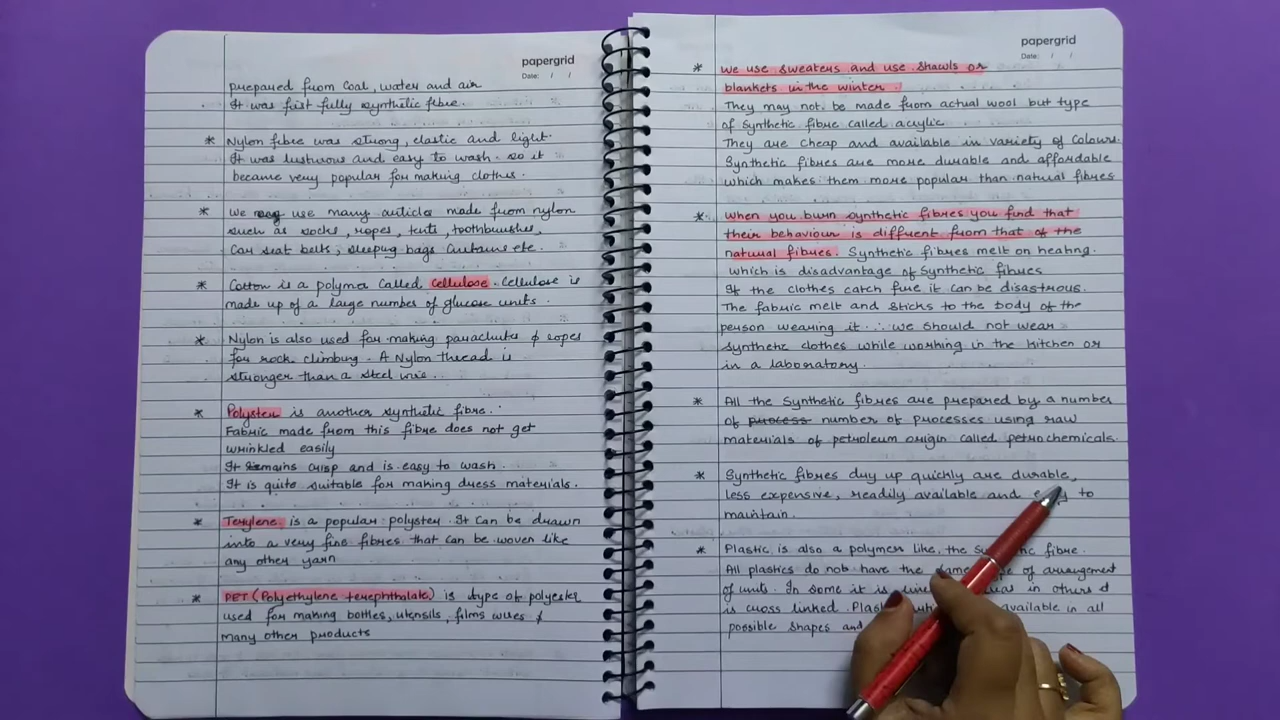 papergrid
Date: / /
prepared from Coal, water and air
It was fist fully synthetic fibre.
* Nylon fibre was strong, elastic and light.
It was lustrous and easy to wash. so it
became very popular for making clothes.
* We use many articles made from nylon
such as socks, ropes, tents, toothbrushes,
Car seat belts, sleeping bags Curtains etc.
* Cotton is a polymer Called cellulose. Cellulose is
made up of a large number of glucose units.
* Nylon is also used for making parachutes & ropes
for rock climbing. A Nylon thread is
stronger than a steel wire.
* Polyster is another synthetic fibre.
Fabric made from this fibre does not get
wrinkled easily
It remains crisp and is easy to wash.
It is quite suitable for making dress materials.
* Terylene is a popular polyster. It Can be drawn
into a very fine fibres that can be woven like
any other yarn
* PET (Polyethylene terephthalate) is type of polyester
used for making bottles, utensils, films wires &
many other products
papergrid
Date: / /
* We use sweaters and use shawls or
blankets in the winter
They may not be made from actual wool but type
of Synthetic fibre called acrylic
They are cheap and available in variety of Colours.
Synthetic fibres are more durable and affordable
which makes them more popular than natural fibres
* When you burn synthetic fibres you find that
their behaviour is diffrent from that of the
natural fibres. Synthetic fibres melt on heating.
which is disadvantage of Synthetic fibres
If the clothes catch fire it can be disastrous.
The fabric melt and sticks to the body of the
person wearing it ∴ we should not wear
synthetic clothes while working in the kitchen or
in a laboratory.
* All the Synthetic fibres are prepared by a number
of process number of processes using raw
materials of petroleum origin called petrochemicals.
* Synthetic fibres dry up quickly are durable,
less expensive, readily available and to
maintain.
* Plastic is also a polymer like the fibre.
All plastics do not have the of arrangement
of units. In some it is in others it
is cross linked. available in all
possible shapes and